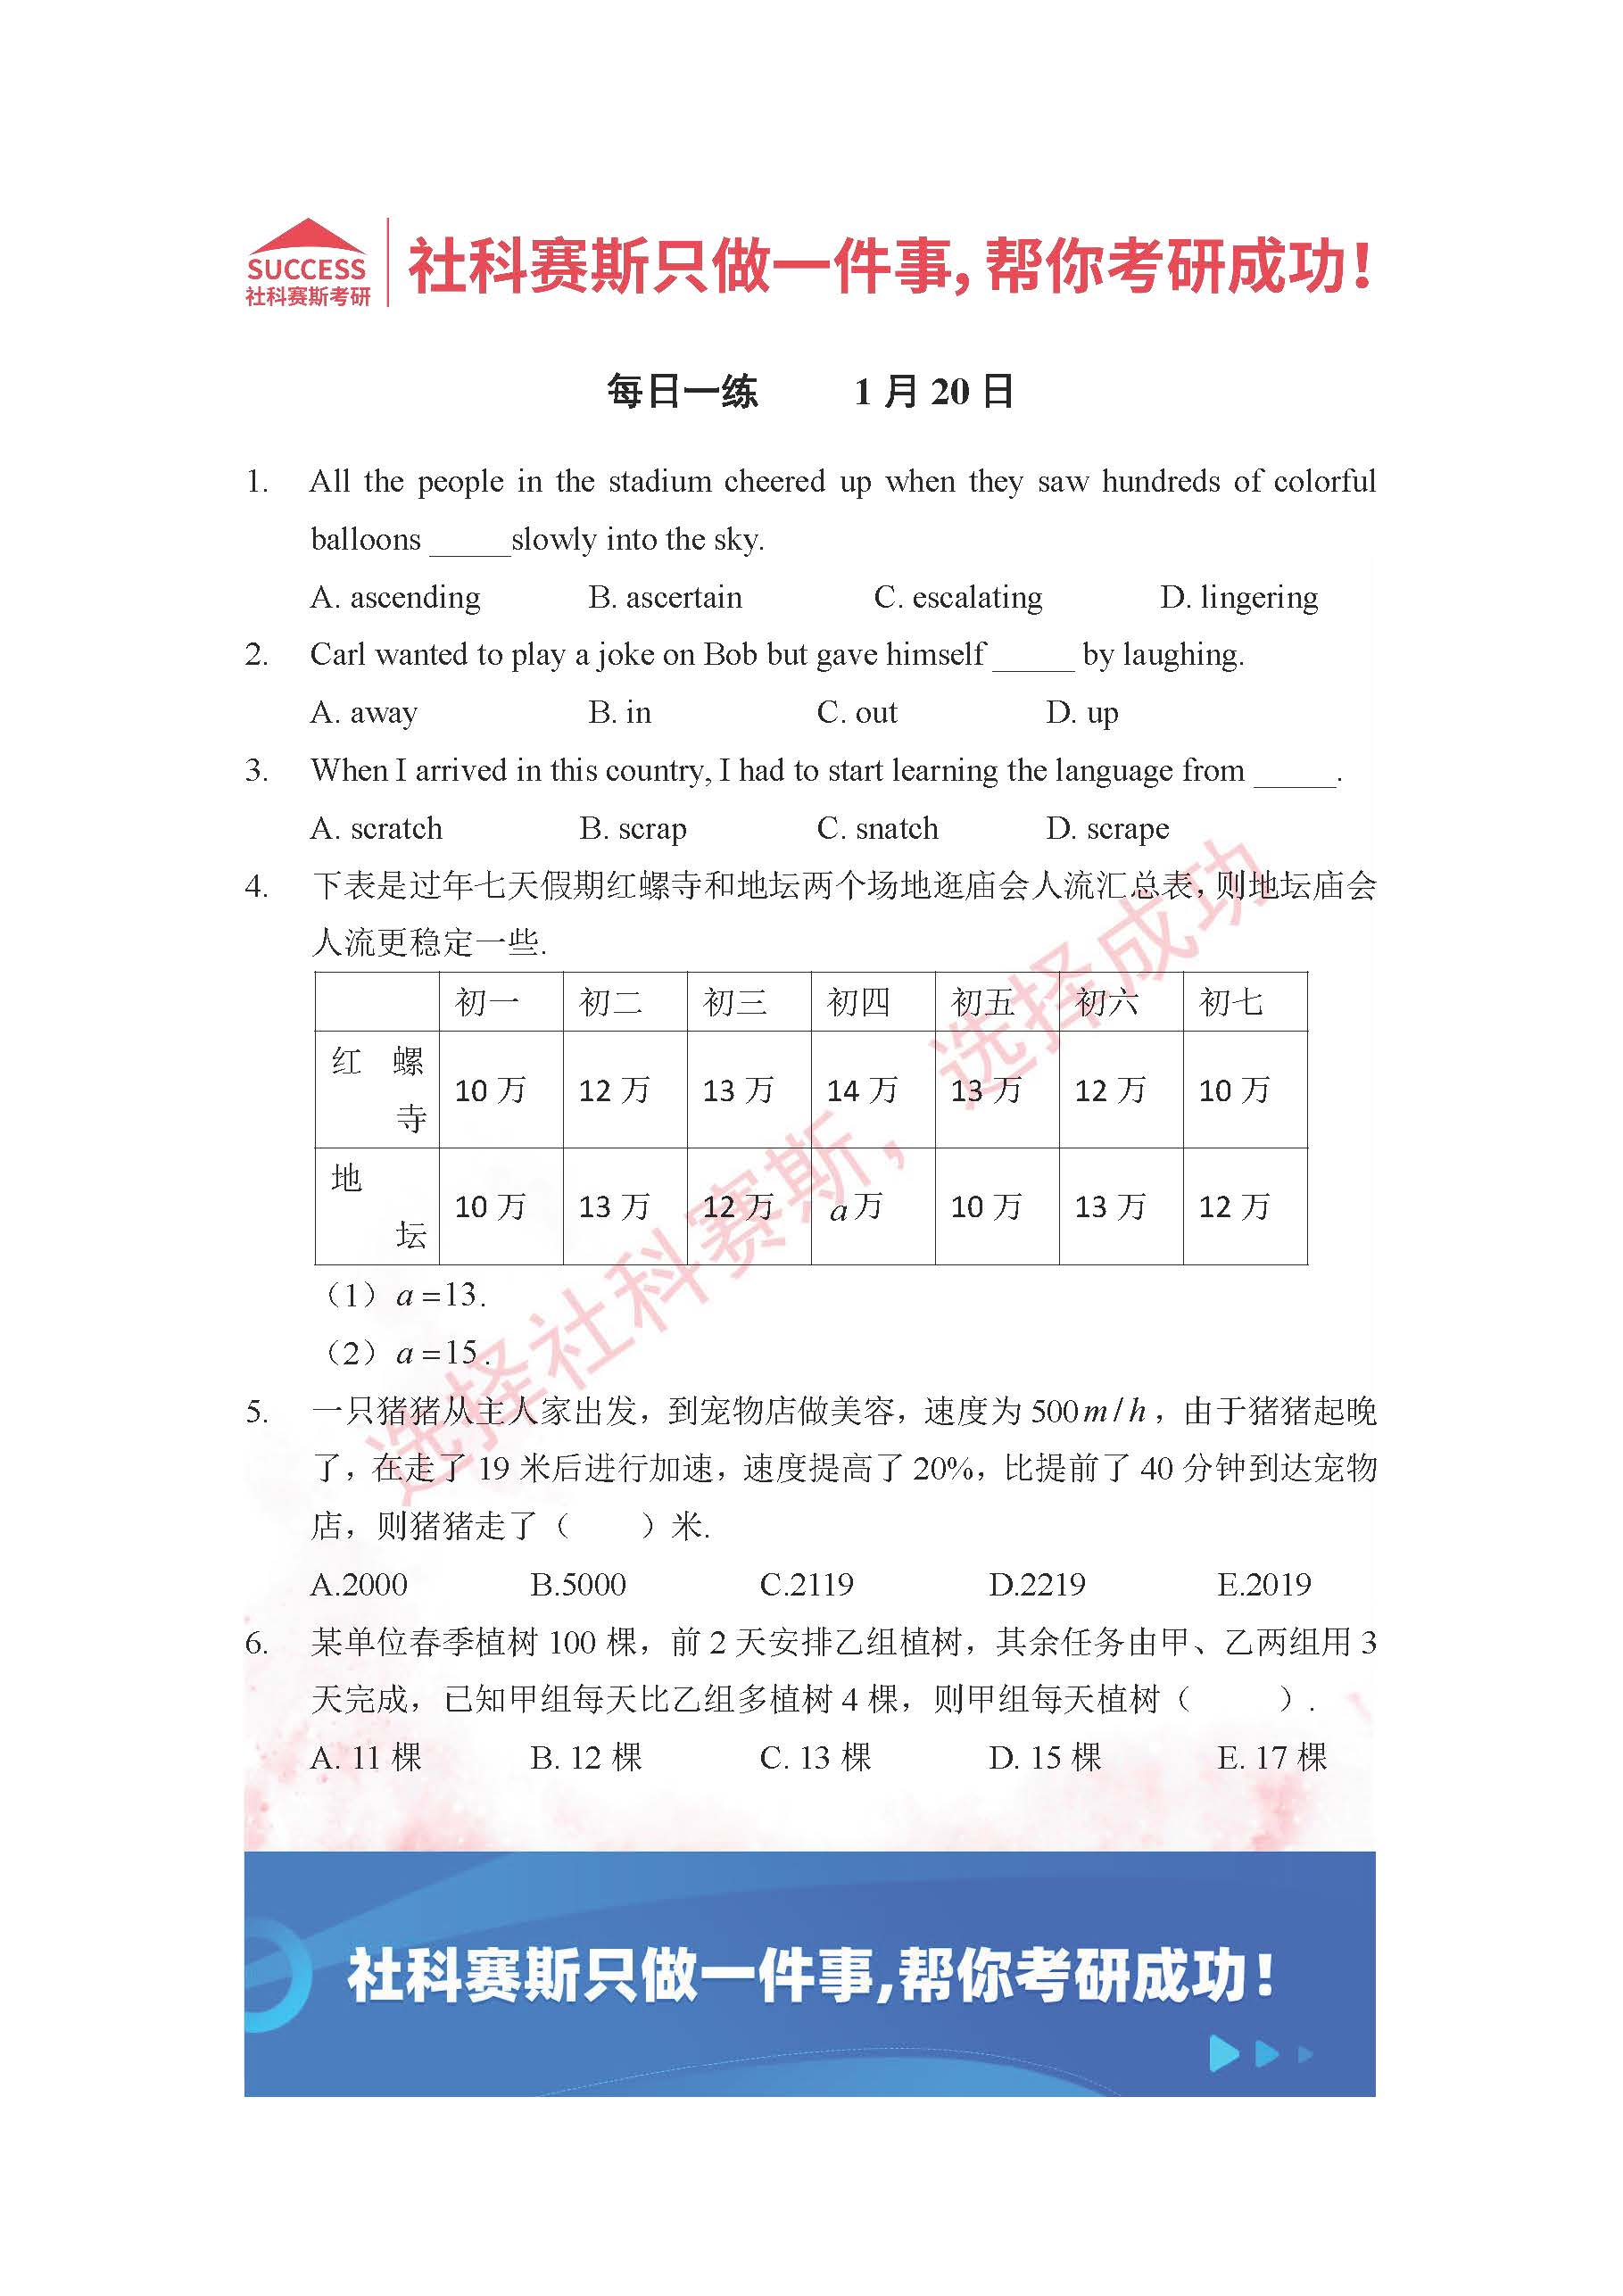 SUCCESS
社科赛斯考研
社科赛斯只做一件事,帮你考研成功!
每日一练 1 月 20 日
1. All the people in the stadium cheered up when they saw hundreds of colorful
balloons _____slowly into the sky.
A. ascending B. ascertain C. escalating D. lingering
2. Carl wanted to play a joke on Bob but gave himself _____ by laughing.
A. away B. in C. out D. up
3. When I arrived in this country, I had to start learning the language from _____.
A. scratch B. scrap C. snatch D. scrape
4. 下表是过年七天假期红螺寺和地坛两个场地逛庙会人流汇总表，则地坛庙会
人流更稳定一些.
初一 初二 初三 初四 初五 初六 初七
红 螺
寺
10 万 12 万 13 万 14 万 13 万 12 万 10 万
地
坛
10 万 13 万 12 万 a 万 10 万 13 万 12 万
（1） a =13.
（2） a =15.
5. 一只猪猪从主人家出发，到宠物店做美容，速度为 500m / h，由于猪猪起晚
了，在走了 19 米后进行加速，速度提高了 20%，比提前了 40 分钟到达宠物
店，则猪猪走了（ ）米.
A.2000 B.5000 C.2119 D.2219 E.2019
6. 某单位春季植树 100 棵，前 2 天安排乙组植树，其余任务由甲、乙两组用 3
天完成，已知甲组每天比乙组多植树 4 棵，则甲组每天植树（ ）.
A. 11 棵 B. 12 棵 C. 13 棵 D. 15 棵 E. 17 棵
选择社科赛斯，选择成功
社科赛斯只做一件事,帮你考研成功!